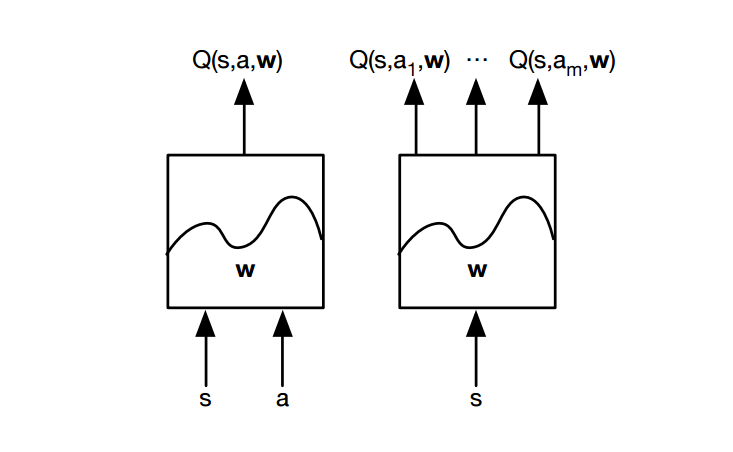 Q(s,a,w) Q(s,a₁,w) ··· Q(s,aₘ,w)
w w
s a s